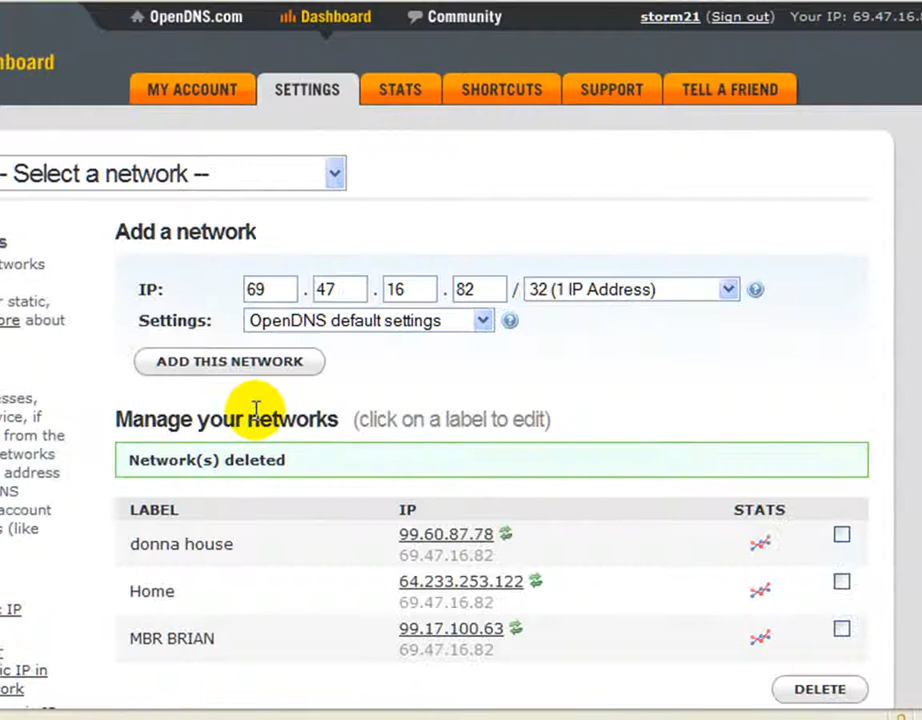 OpenDNS.com Dashboard Community storm21 (Sign out) Your IP: 69.47.16.8
hboard
MY ACCOUNT SETTINGS STATS SHORTCUTS SUPPORT TELL A FRIEND
- Select a network --
Add a network
s
tworks
r static,
ore about
IP: 69 . 47 . 16 . 82 / 32 (1 IP Address)
Settings: OpenDNS default settings
ADD THIS NETWORK
esses,
vice, if
from the
etworks
address
NS
account
s (like
Manage your networks (click on a label to edit)
Network(s) deleted
LABEL IP STATS
donna house 99.60.87.78
69.47.16.82
Home 64.233.253.122
69.47.16.82
MBR BRIAN 99.17.100.63
69.47.16.82
: IP
ic IP in
ork
DELETE